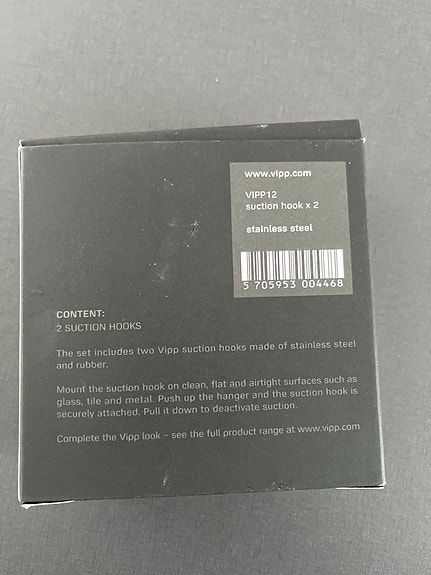 www.vipp.com
VIPP12
suction hook x 2
stainless steel
5 705953 004468
CONTENT:
2 SUCTION HOOKS
The set includes two Vipp suction hooks made of stainless steel
and rubber.
Mount the suction hook on clean, flat and airtight surfaces such as
glass, tile and metal. Push up the hanger and the suction hook is
securely attached. Pull it down to deactivate suction.
Complete the Vipp look – see the full product range at www.vipp.com